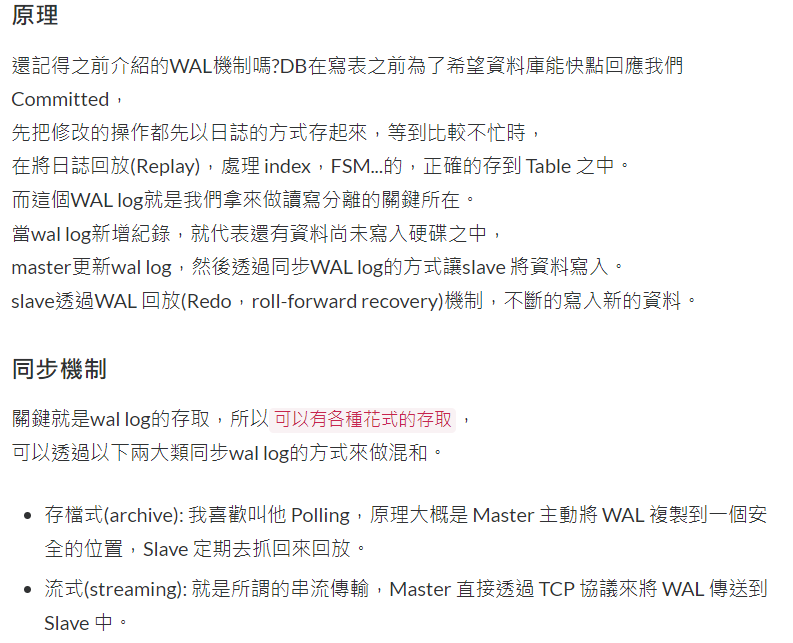 原理
還記得之前介紹的WAL機制嗎?DB在寫表之前為了希望資料庫能快點回應我們
Committed，
先把修改的操作都先以日誌的方式存起來，等到比較不忙時，
在將日誌回放(Replay)，處理 index，FSM...的，正確的存到 Table 之中。
而這個WAL log就是我們拿來做讀寫分離的關鍵所在。
當wal log新增紀錄，就代表還有資料尚未寫入硬碟之中，
master更新wal log，然後透過同步WAL log的方式讓slave 將資料寫入。
slave透過WAL 回放(Redo，roll-forward recovery)機制，不斷的寫入新的資料。
同步機制
關鍵就是wal log的存取，所以 可以有各種花式的存取 ，
可以透過以下兩大類同步wal log的方式來做混和。
• 存檔式(archive): 我喜歡叫他 Polling，原理大概是 Master 主動將 WAL 複製到一個安
全的位置，Slave 定期去抓回來回放。
• 流式(streaming): 就是所謂的串流傳輸，Master 直接透過 TCP 協議來將 WAL 傳送到
Slave 中。